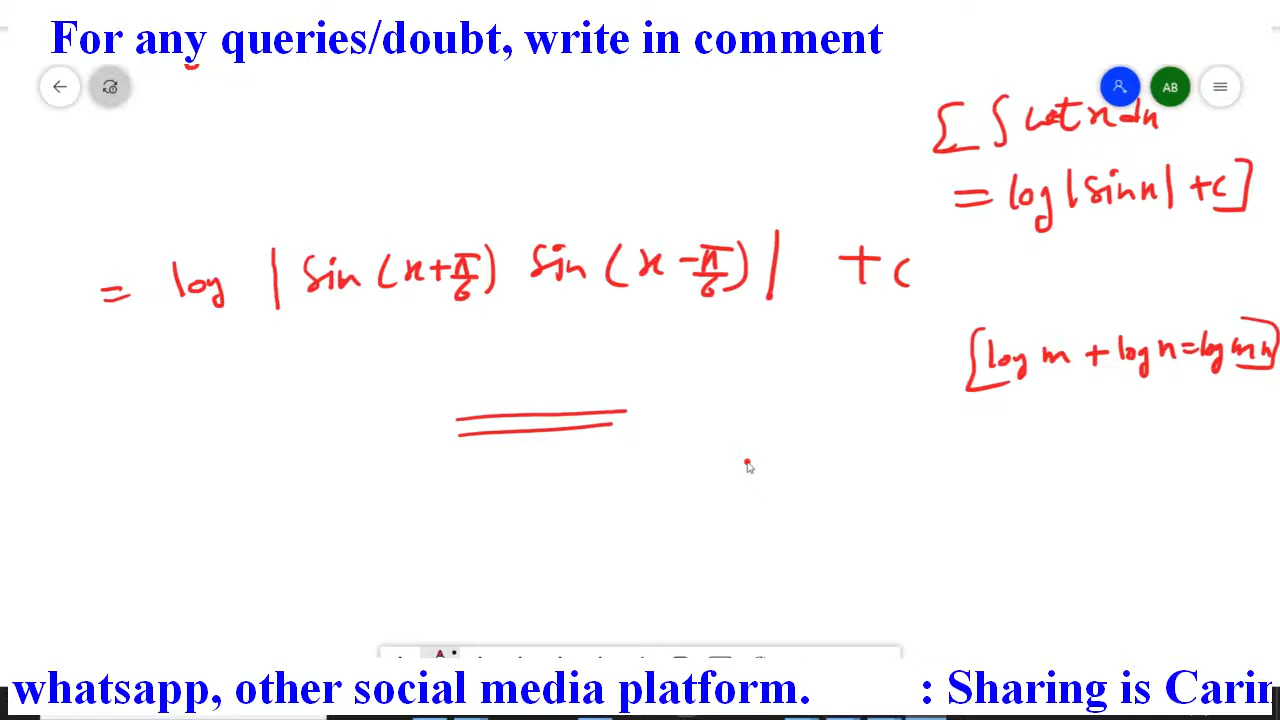 For any queries/doubt, write in comment
AB
[ ∫ cot x dx
= log |sin x| + c ]
= log | sin (x + π/6) sin (x - π/6) | + c
[ log m + log n = log mn ]
whatsapp, other social media platform. : Sharing is Carin